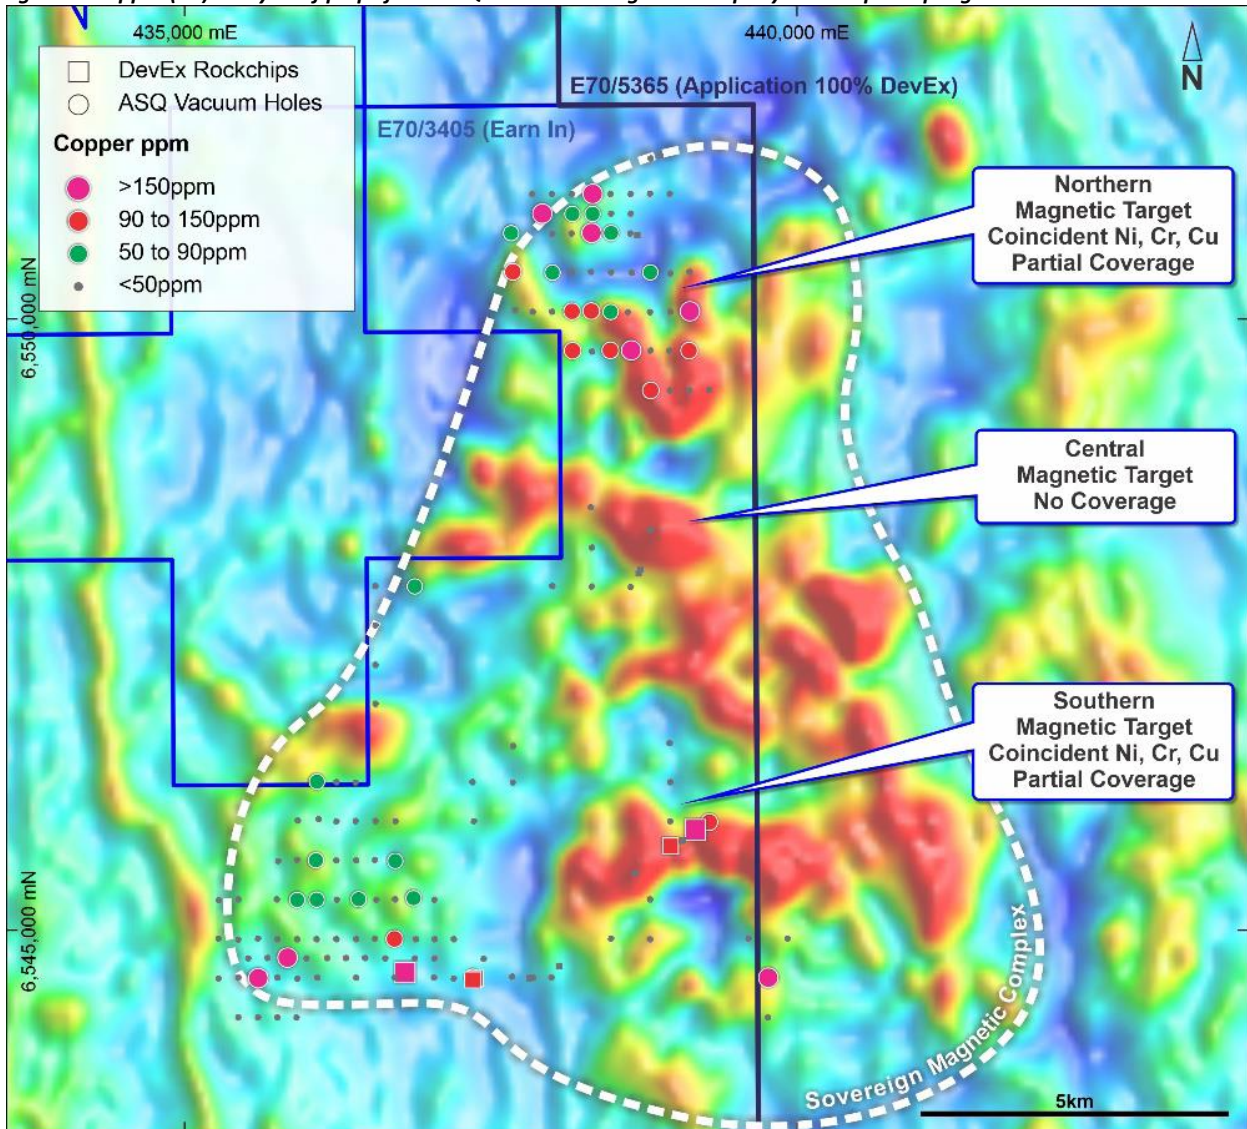 435,000 mE
440,000 mE
N
DevEx Rockchips
ASQ Vacuum Holes
Copper ppm
>150ppm
90 to 150ppm
50 to 90ppm
<50ppm
E70/5365 (Application 100% DevEx)
E70/3405 (Earn In)
Northern
Magnetic Target
Coincident Ni, Cr, Cu
Partial Coverage
6,550,000 mN
Central
Magnetic Target
No Coverage
Southern
Magnetic Target
Coincident Ni, Cr, Cu
Partial Coverage
6,545,000 mN
Sovereign Magnetic Complex
5km